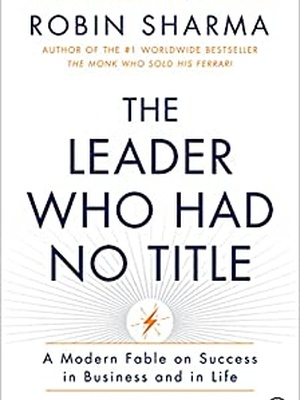 ROBIN SHARMA
AUTHOR OF THE #1 WORLDWIDE BESTSELLER
THE MONK WHO SOLD HIS FERRARI
THE
LEADER
WHO HAD
NO TITLE
A Modern Fable on Success
in Business and in Life